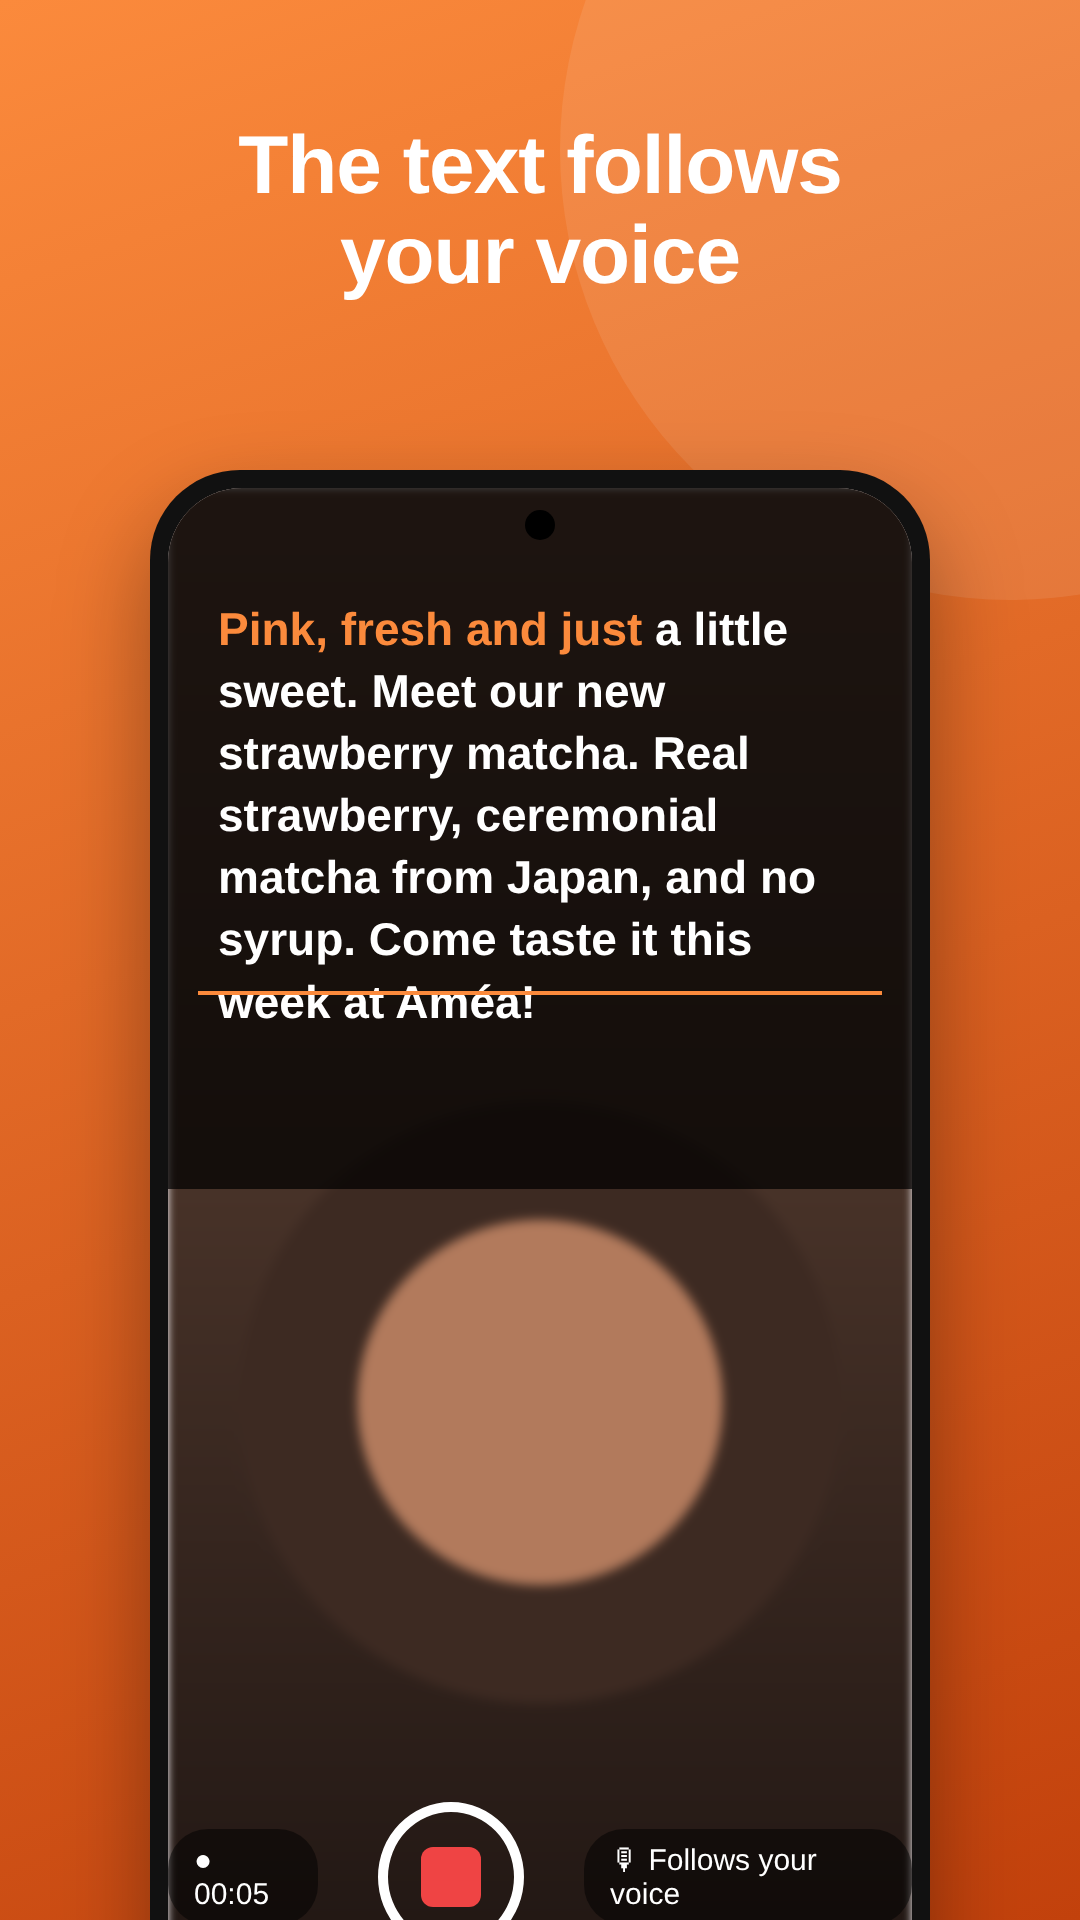 The text follows
your voice
Pink, fresh and just a little
sweet. Meet our new
strawberry matcha. Real
strawberry, ceremonial
matcha from Japan, and no
syrup. Come taste it this
week at Améa!
●
00:05
🎙 Follows your
voice